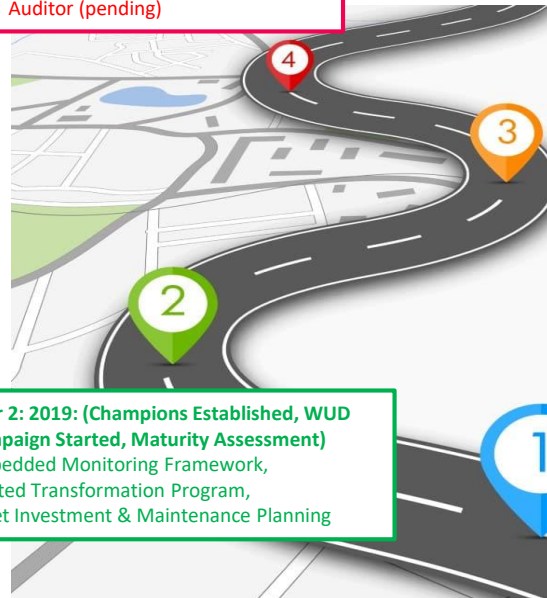 Auditor (pending)
4
3
2
r 2: 2019: (Champions Established, WUD
paign Started, Maturity Assessment)
edded Monitoring Framework,
ted Transformation Program,
et Investment & Maintenance Planning
1